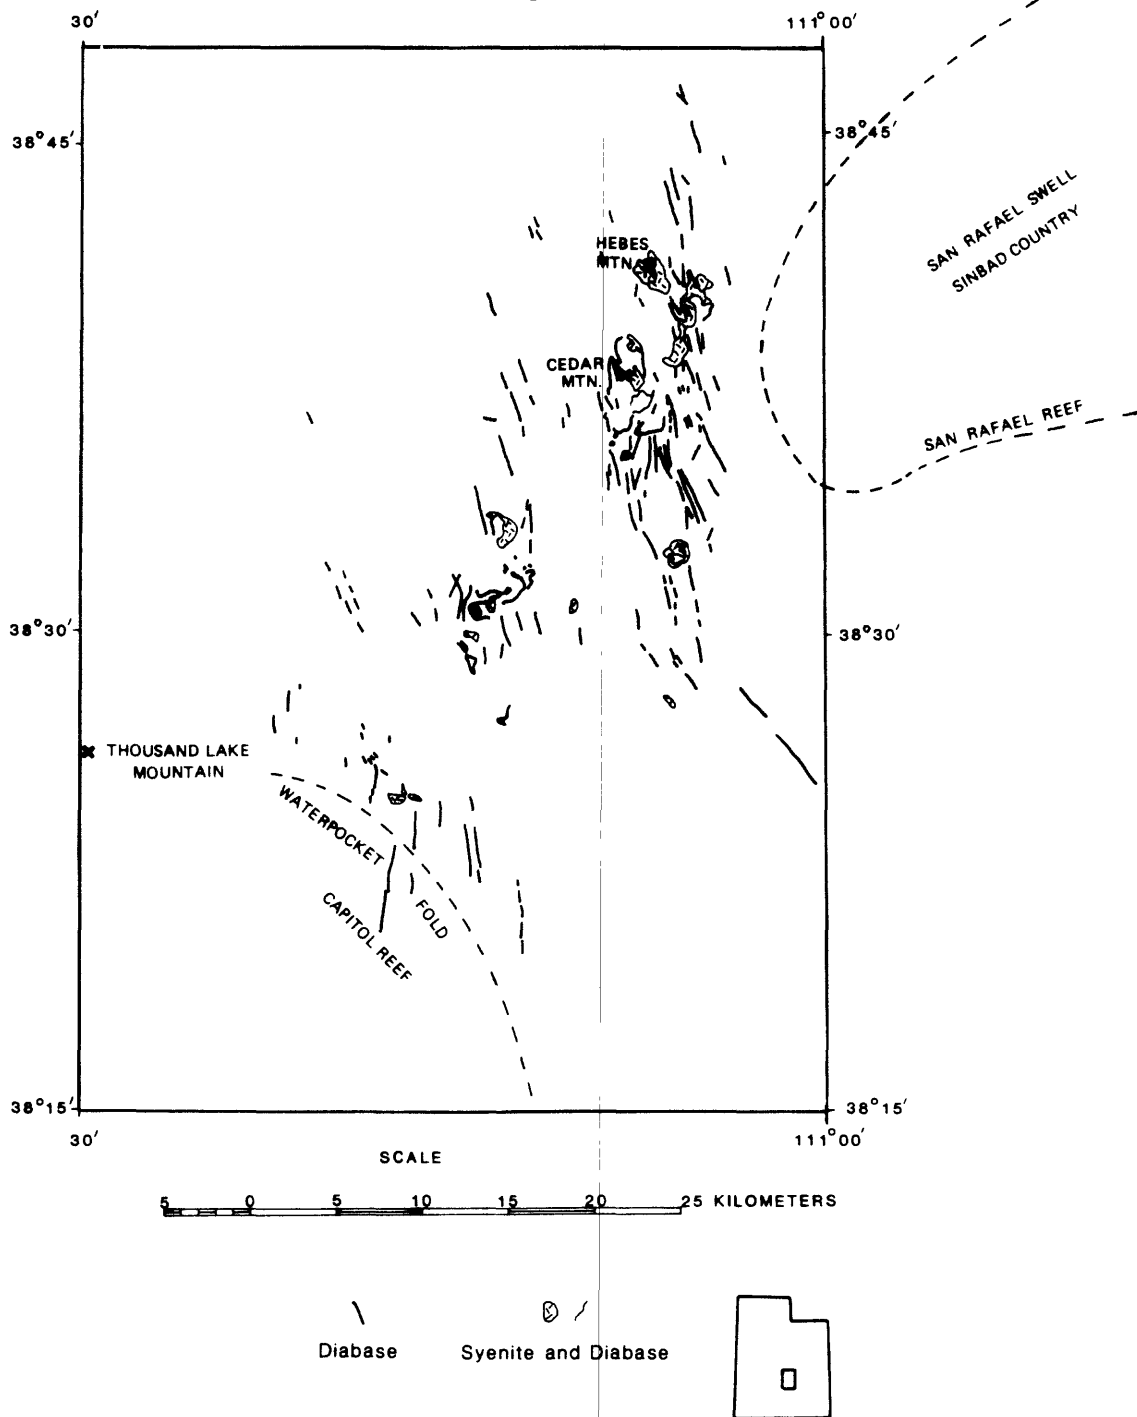 30′ 111°00′
38°45′ 38°45′
SAN RAFAEL SWELL
SINBAD COUNTRY
HEBES
MTN.
CEDAR
MTN.
SAN RAFAEL REEF
38°30′ 38°30′
THOUSAND LAKE
MOUNTAIN
WATERPOCKET
FOLD
CAPITOL REEF
38°15′ 38°15′
30′ 111°00′
SCALE
5 0 5 10 15 20 25 KILOMETERS
Diabase Syenite and Diabase